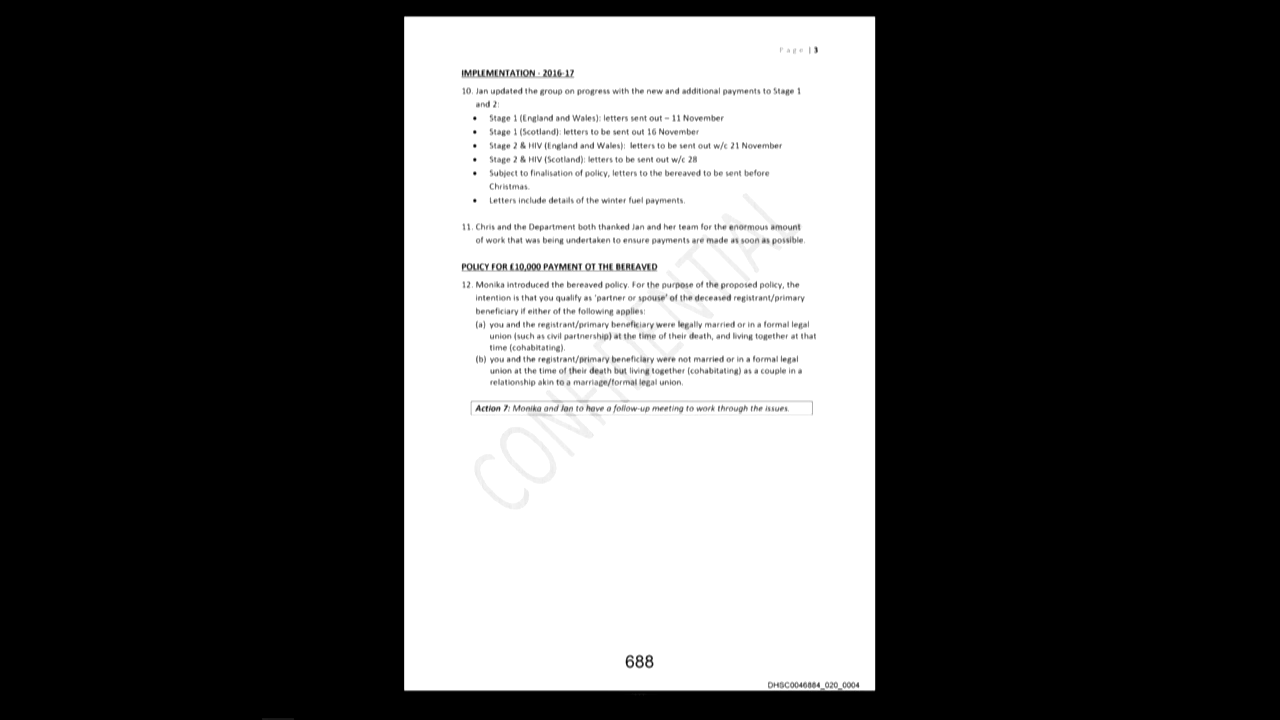 Page | 3
IMPLEMENTATION - 2016-17
10. Jan updated the group on progress with the new and additional payments to Stage 1
and 2:
• Stage 1 (England and Wales): letters sent out – 11 November
• Stage 1 (Scotland): letters to be sent out 16 November
• Stage 2 & HIV (England and Wales): letters to be sent out w/c 21 November
• Stage 2 & HIV (Scotland): letters to be sent out w/c 28
• Subject to finalisation of policy, letters to the bereaved to be sent before
Christmas.
• Letters include details of the winter fuel payments.
11. Chris and the Department both thanked Jan and her team for the enormous amount
of work that was being undertaken to ensure payments are made as soon as possible.
POLICY FOR £10,000 PAYMENT OT THE BEREAVED
12. Monika introduced the bereaved policy. For the purpose of the proposed policy, the
intention is that you qualify as 'partner or spouse' of the deceased registrant/primary
beneficiary if either of the following applies:
(a) you and the registrant/primary beneficiary were legally married or in a formal legal
union (such as civil partnership) at the time of their death, and living together at that
time (cohabitating).
(b) you and the registrant/primary beneficiary were not married or in a formal legal
union at the time of their death but living together (cohabitating) as a couple in a
relationship akin to a marriage/formal legal union.
Action 7: Monika and Jan to have a follow-up meeting to work through the issues.
CONFIDENTIAL
688
DHSC0046884_020_0004